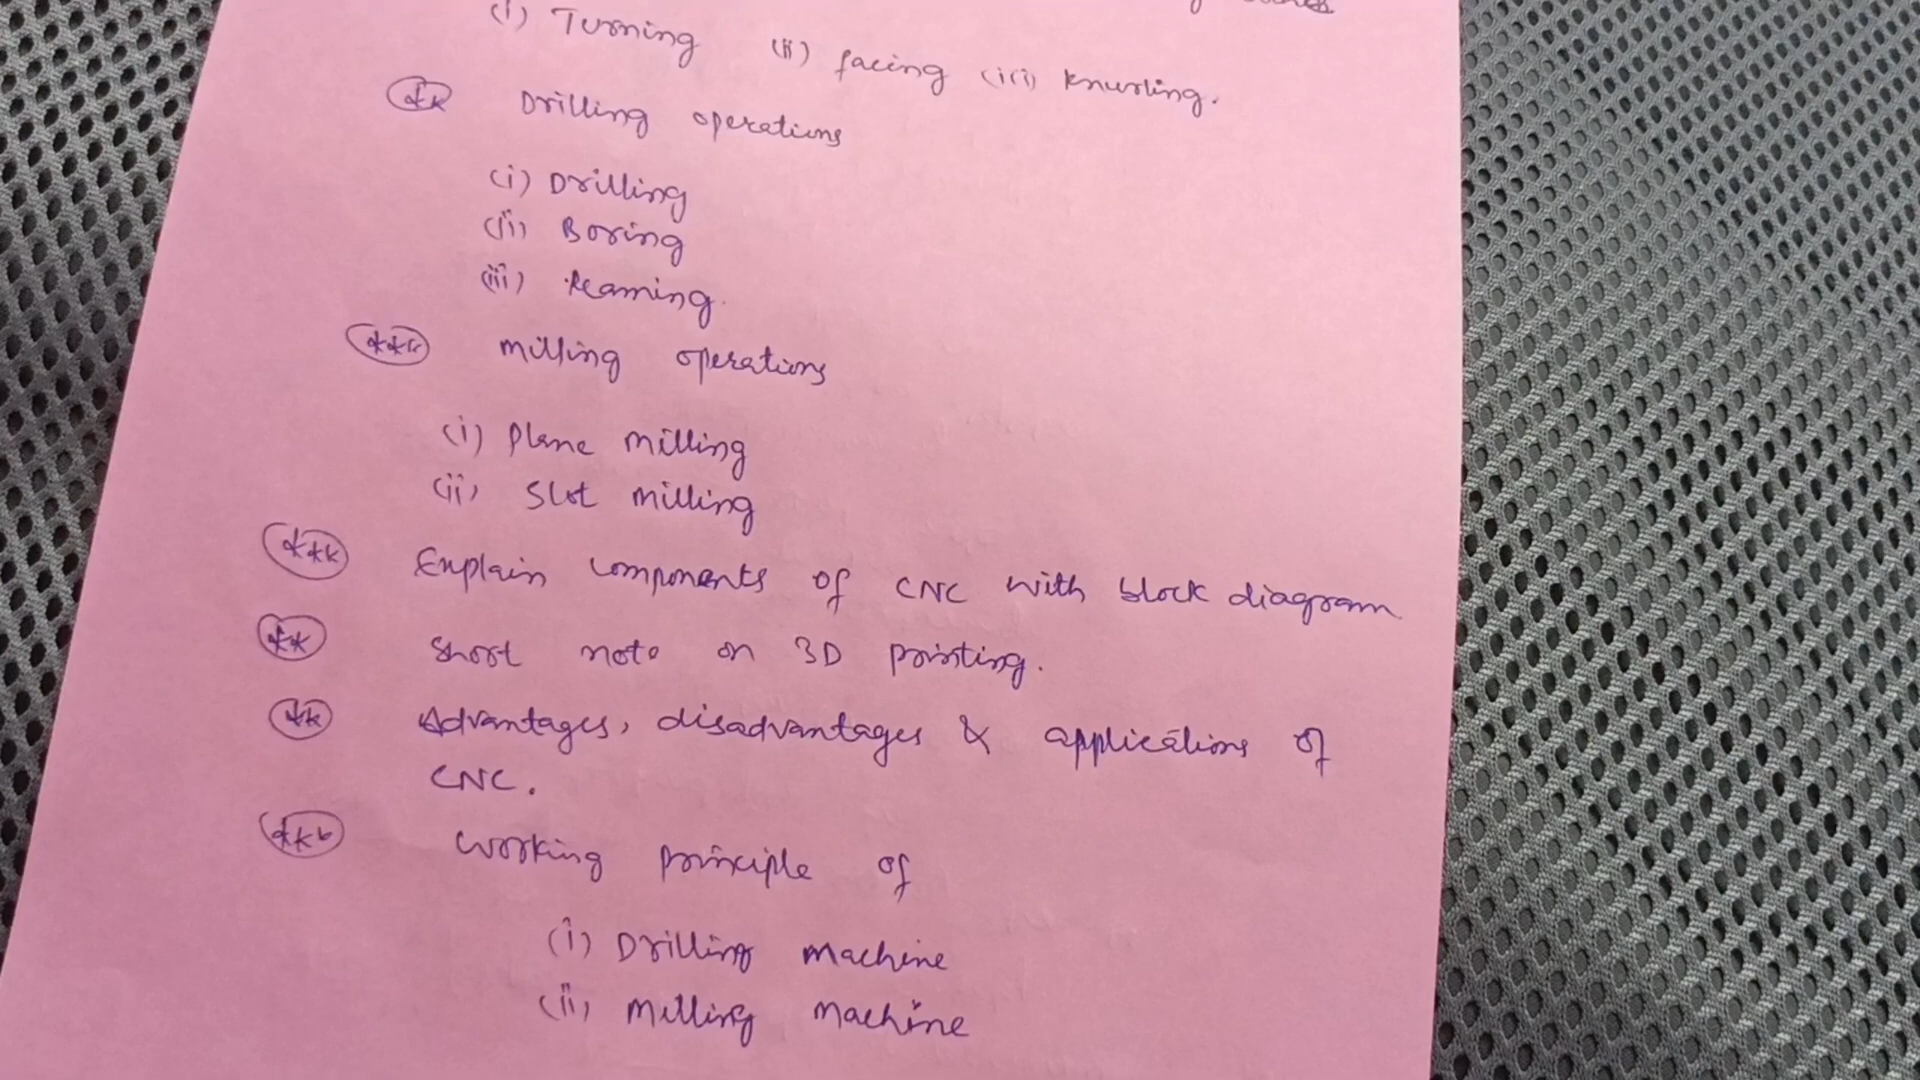 (i) Turning (ii) facing (iii) knurling.
** Drilling operations
(i) Drilling
(ii) Boring
(iii) Reaming.
*** milling operations
(i) Plane milling
(ii) Slot milling
*** Explain components of CNC with block diagram
** Short note on 3D printing.
** Advantages, disadvantages & applications of
CNC.
*** Working principle of
(i) Drilling machine
(ii) Milling machine